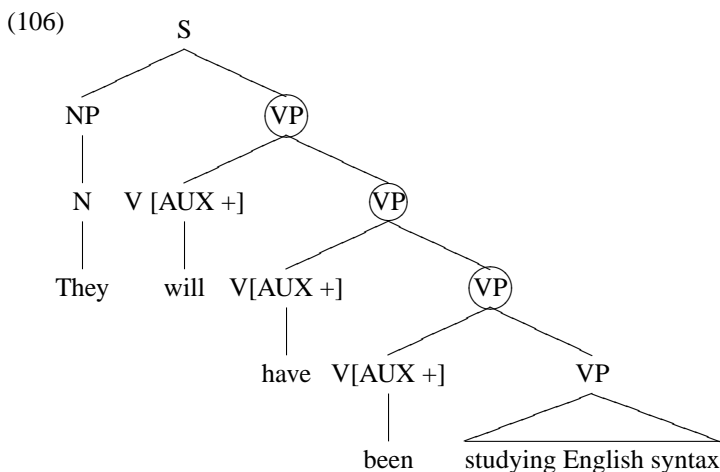 (106)
S
NP VP
N V [AUX +] VP
They will V[AUX +] VP
have V[AUX +] VP
been studying English syntax